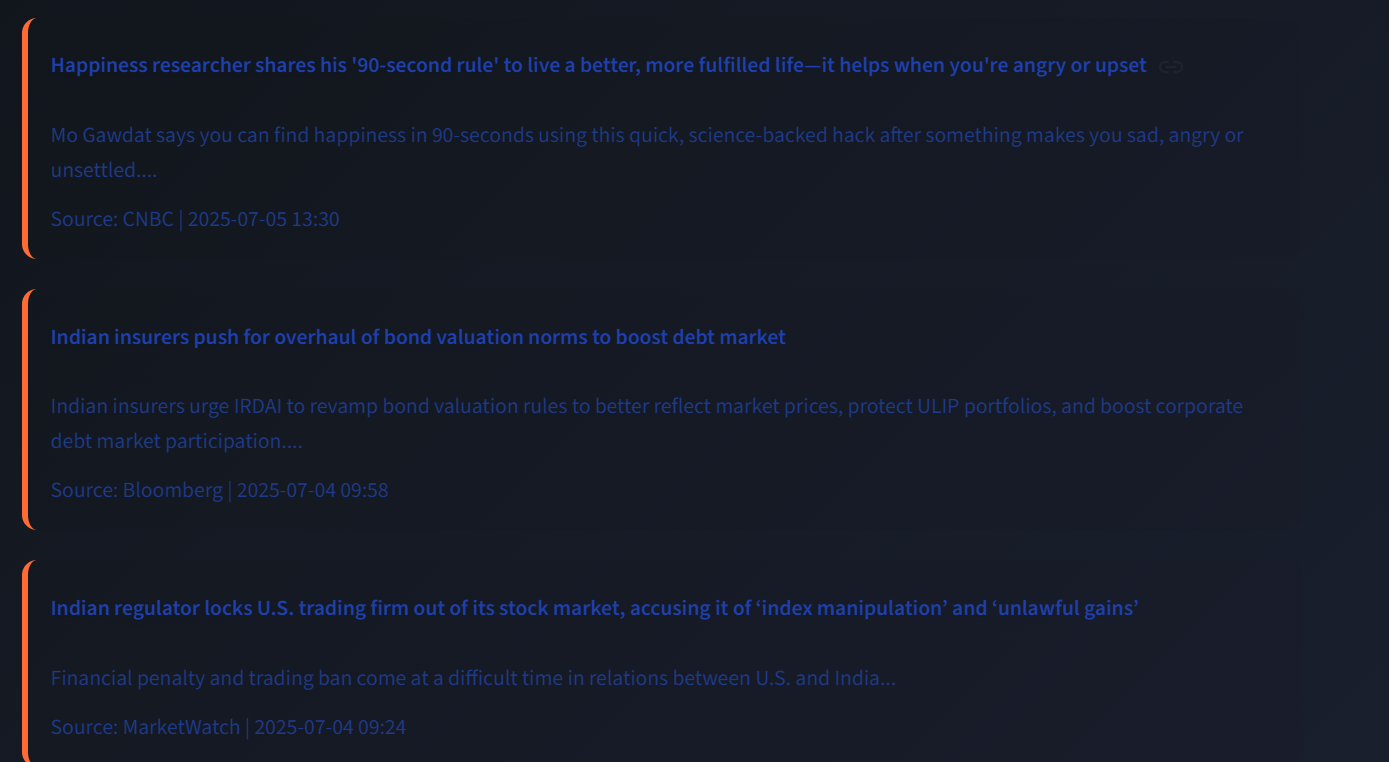 Happiness researcher shares his '90-second rule' to live a better, more fulfilled life—it helps when you're angry or upset
Mo Gawdat says you can find happiness in 90-seconds using this quick, science-backed hack after something makes you sad, angry or
unsettled....
Source: CNBC | 2025-07-05 13:30
Indian insurers push for overhaul of bond valuation norms to boost debt market
Indian insurers urge IRDAI to revamp bond valuation rules to better reflect market prices, protect ULIP portfolios, and boost corporate
debt market participation....
Source: Bloomberg | 2025-07-04 09:58
Indian regulator locks U.S. trading firm out of its stock market, accusing it of ‘index manipulation’ and ‘unlawful gains’
Financial penalty and trading ban come at a difficult time in relations between U.S. and India...
Source: MarketWatch | 2025-07-04 09:24